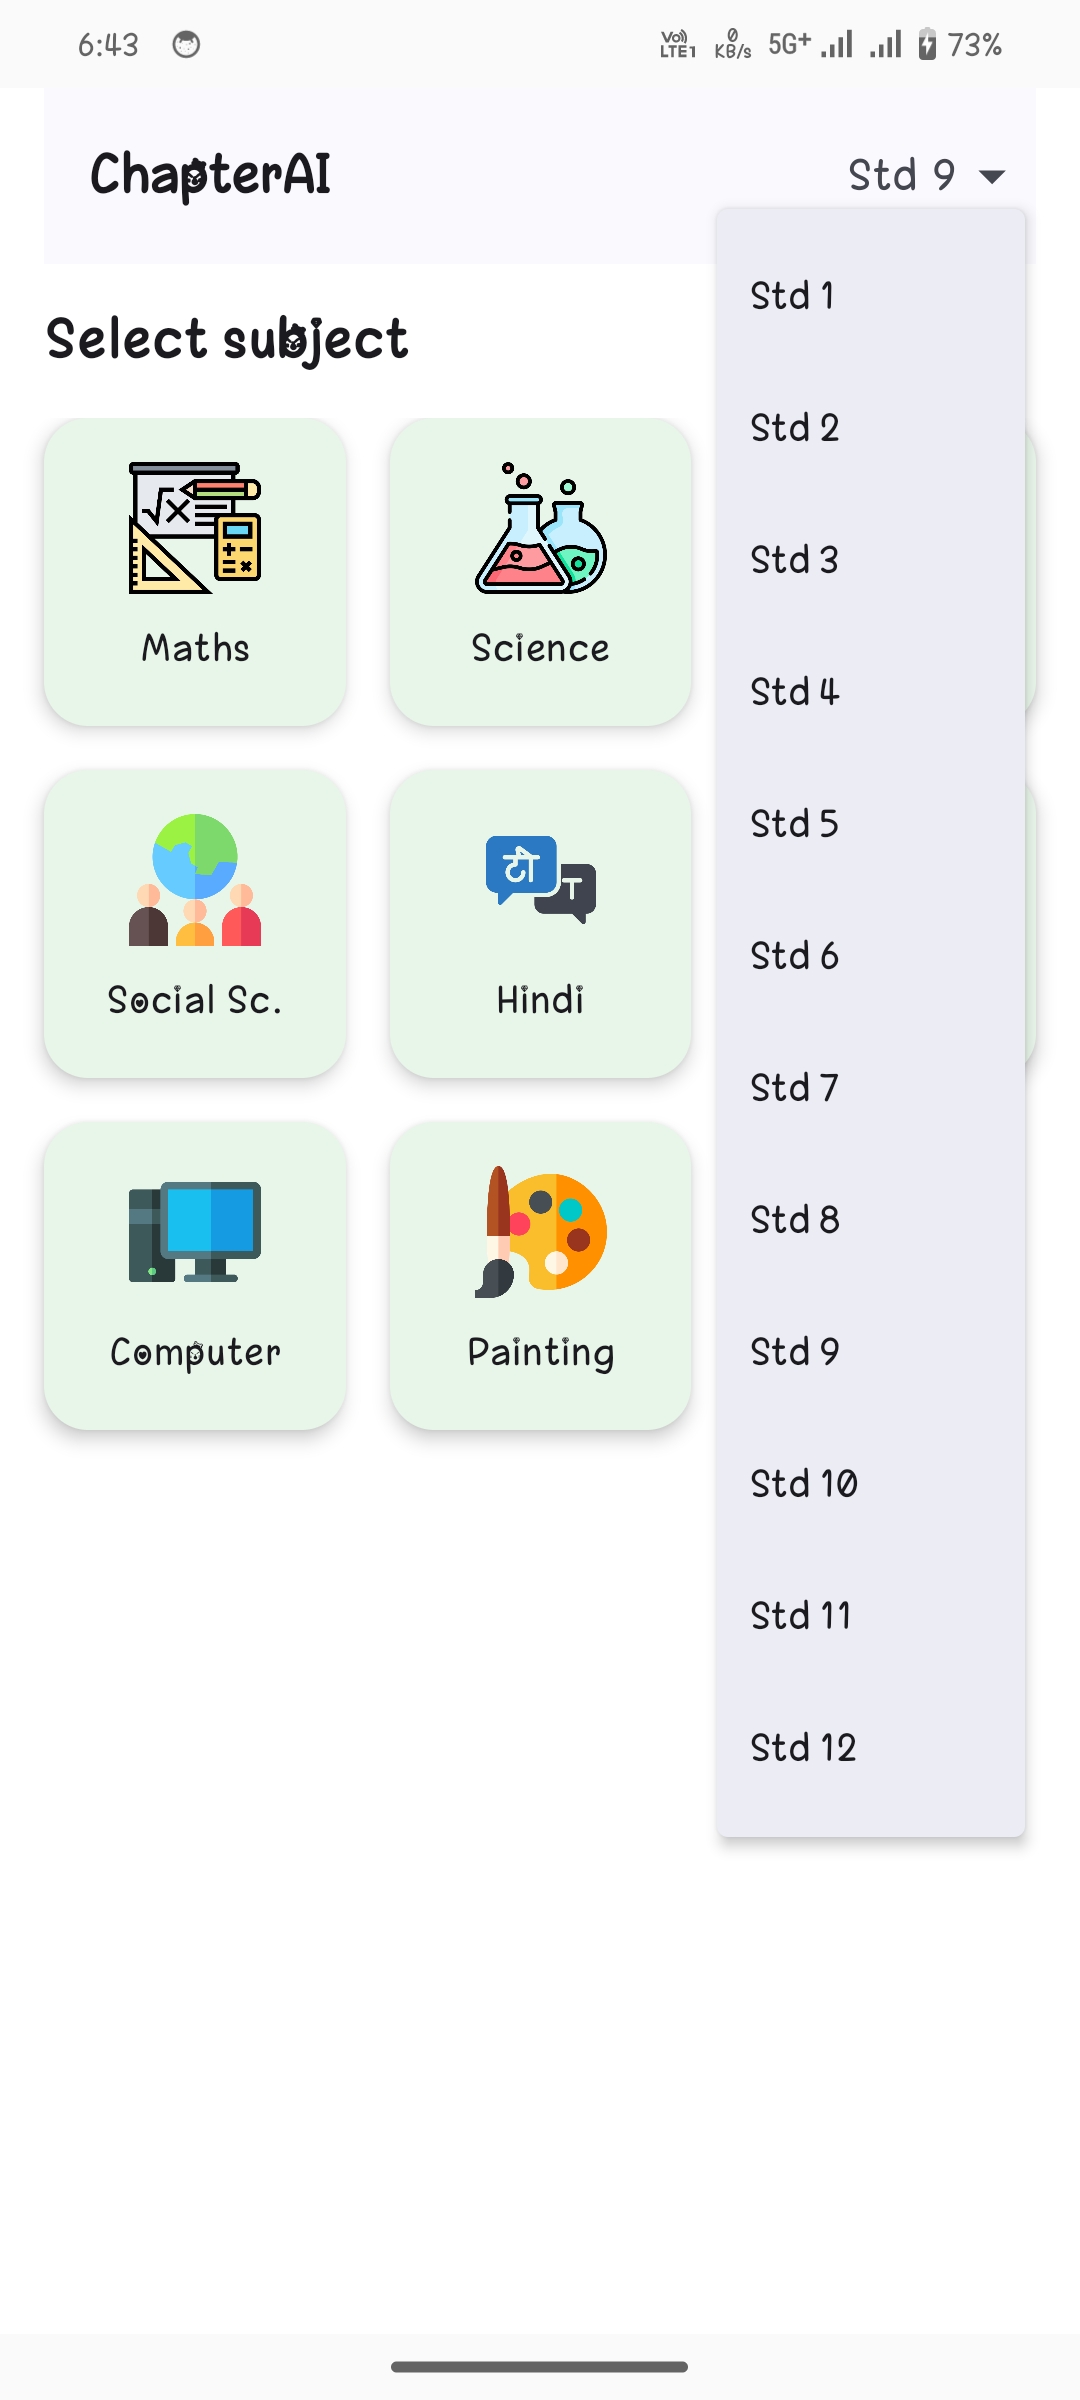 6:43 Vo)) LTE1 0 KB/s 5G+ 73%
ChapterAI
Std 9
Select subject
Std 1
Std 2
Std 3
Std 4
Std 5
Std 6
Std 7
Std 8
Std 9
Std 10
Std 11
Std 12
Maths
Science
टी T
Social Sc.
Hindi
Computer
Painting